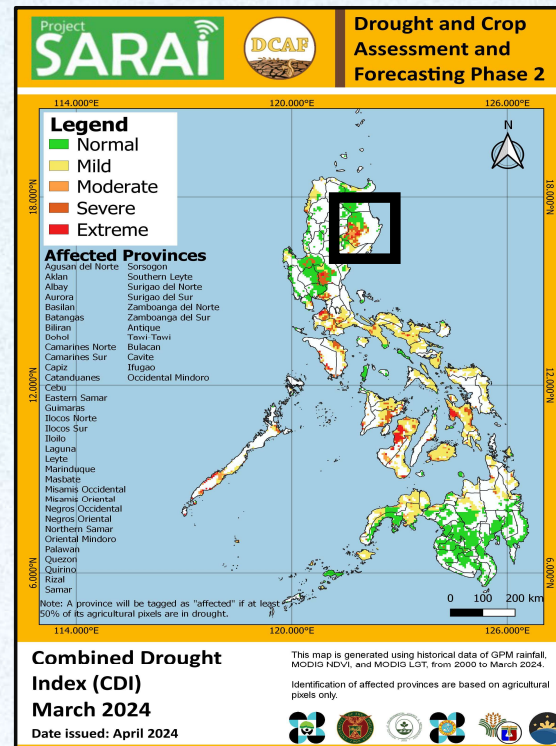 Project
SARAi
DCAF
Drought and Crop
Assessment and
Forecasting Phase 2
114.000°E
120.000°E
126.000°E
Legend
Normal
Mild
Moderate
Severe
Extreme
N
18.000°N
18.000°N
Affected Provinces
Agusan del Norte
Aklan
Albay
Aurora
Basilan
Batangas
Biliran
Bohol
Camarines Norte
Camarines Sur
Capiz
Catanduanes
Cebu
Eastern Samar
Guimaras
Ilocos Norte
Ilocos Sur
Iloilo
Laguna
Leyte
Marinduque
Masbate
Misamis Occidental
Misamis Oriental
Negros Occidental
Negros Oriental
Northern Samar
Oriental Mindoro
Palawan
Quezon
Quirino
Rizal
Samar
Sorsogon
Southern Leyte
Surigao del Norte
Surigao del Sur
Zamboanga del Norte
Zamboanga del Sur
Antique
Tawi-Tawi
Bulacan
Cavite
Ifugao
Occidental Mindoro
12.000°N
12.000°N
6.000°N
6.000°N
Note: A province will be tagged as "affected" if at least
50% of its agricultural pixels are in drought.
0 100 200 km
114.000°E
120.000°E
126.000°E
Combined Drought
Index (CDI)
March 2024
Date issued: April 2024
This map is generated using historical data of GPM rainfall,
MODIG NDVI, and MODIG LGT, from 2000 to March 2024.
Identification of affected provinces are based on agricultural
pixels only.